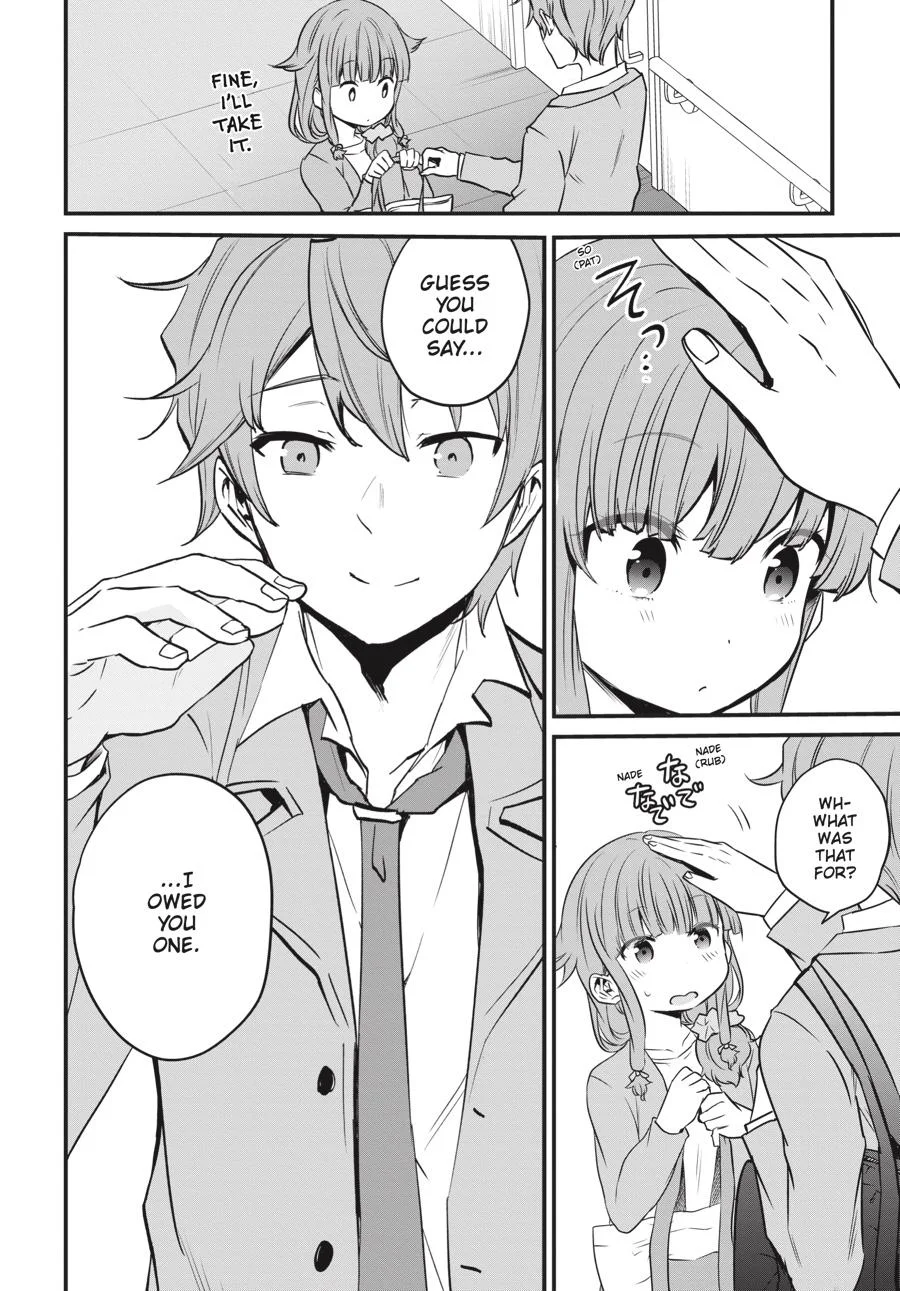 FINE,
I'LL
TAKE
IT.
SO
(PAT)
そっ…
NADE
(RUB)
NADE
なで
なで
WH-
WHAT
WAS
THAT
FOR?
GUESS
YOU
COULD
SAY...
...I
OWED
YOU
ONE.